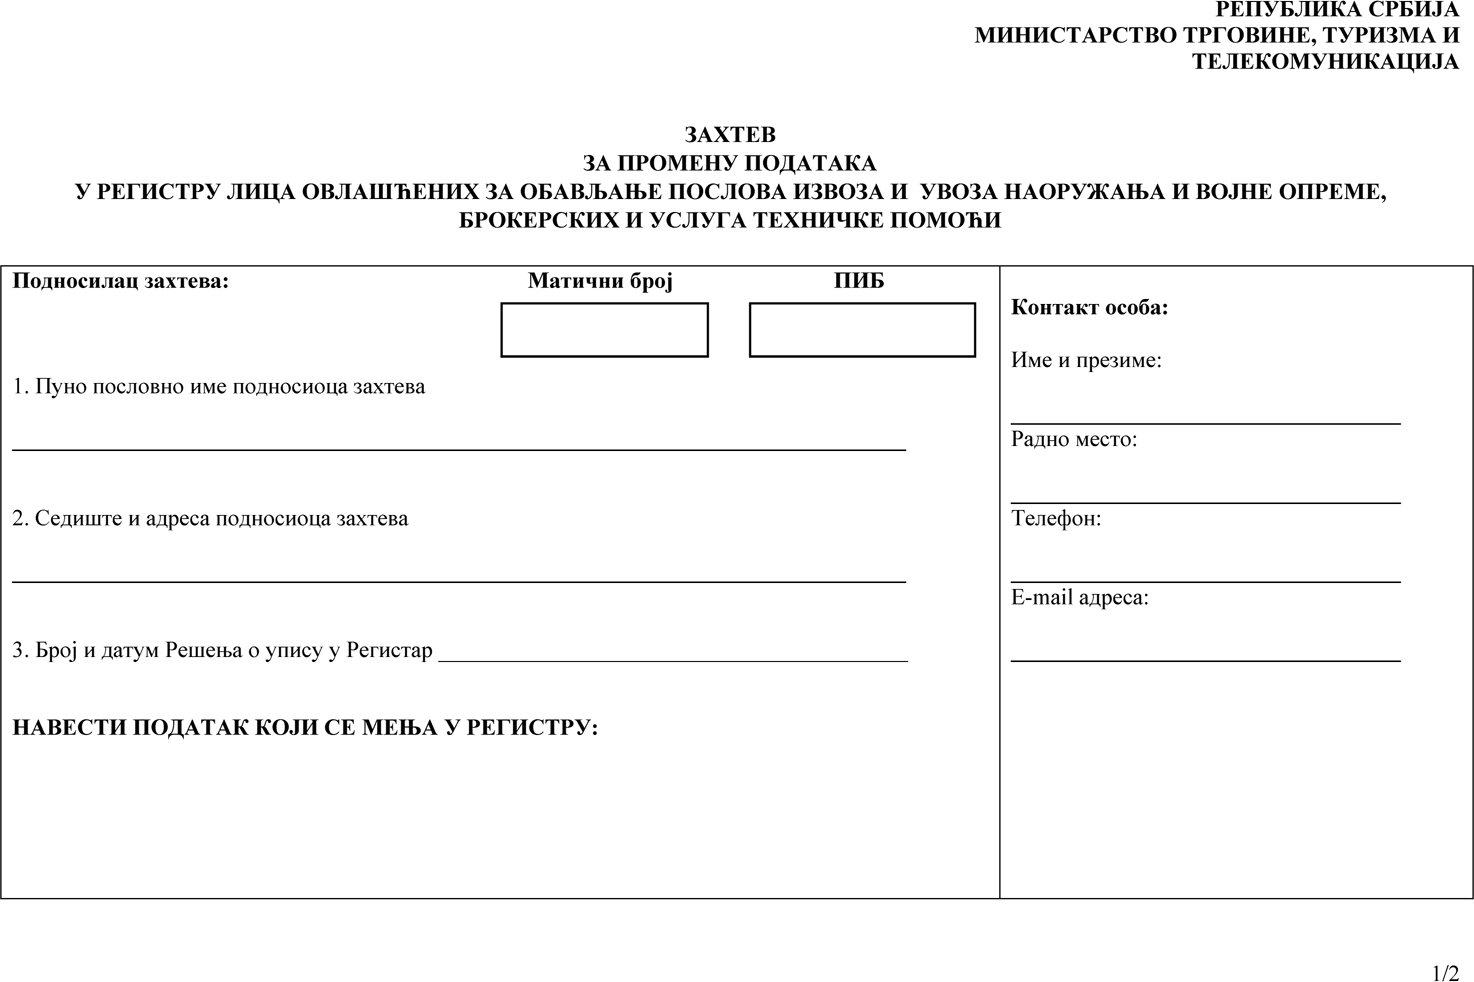 РЕПУБЛИКА СРБИЈА
МИНИСТАРСТВО ТРГОВИНЕ, ТУРИЗМА И
ТЕЛЕКОМУНИКАЦИЈА
ЗАХТЕВ
ЗА ПРОМЕНУ ПОДАТАКА
У РЕГИСТРУ ЛИЦА ОВЛАШЋЕНИХ ЗА ОБАВЉАЊЕ ПОСЛОВА ИЗВОЗА И УВОЗА НАОРУЖАЊА И ВОЈНЕ ОПРЕМЕ,
БРОКЕРСКИХ И УСЛУГА ТЕХНИЧКЕ ПОМОЋИ
Подносилац захтева: Матични број ПИБ
1. Пуно пословно име подносиоца захтева
2. Седиште и адреса подносиоца захтева
3. Број и датум Решења о упису у Регистар
НАВЕСТИ ПОДАТАК КОЈИ СЕ МЕЊА У РЕГИСТРУ:
Контакт особа:
Име и презиме:
Радно место:
Телефон:
E-mail адреса:
1/2